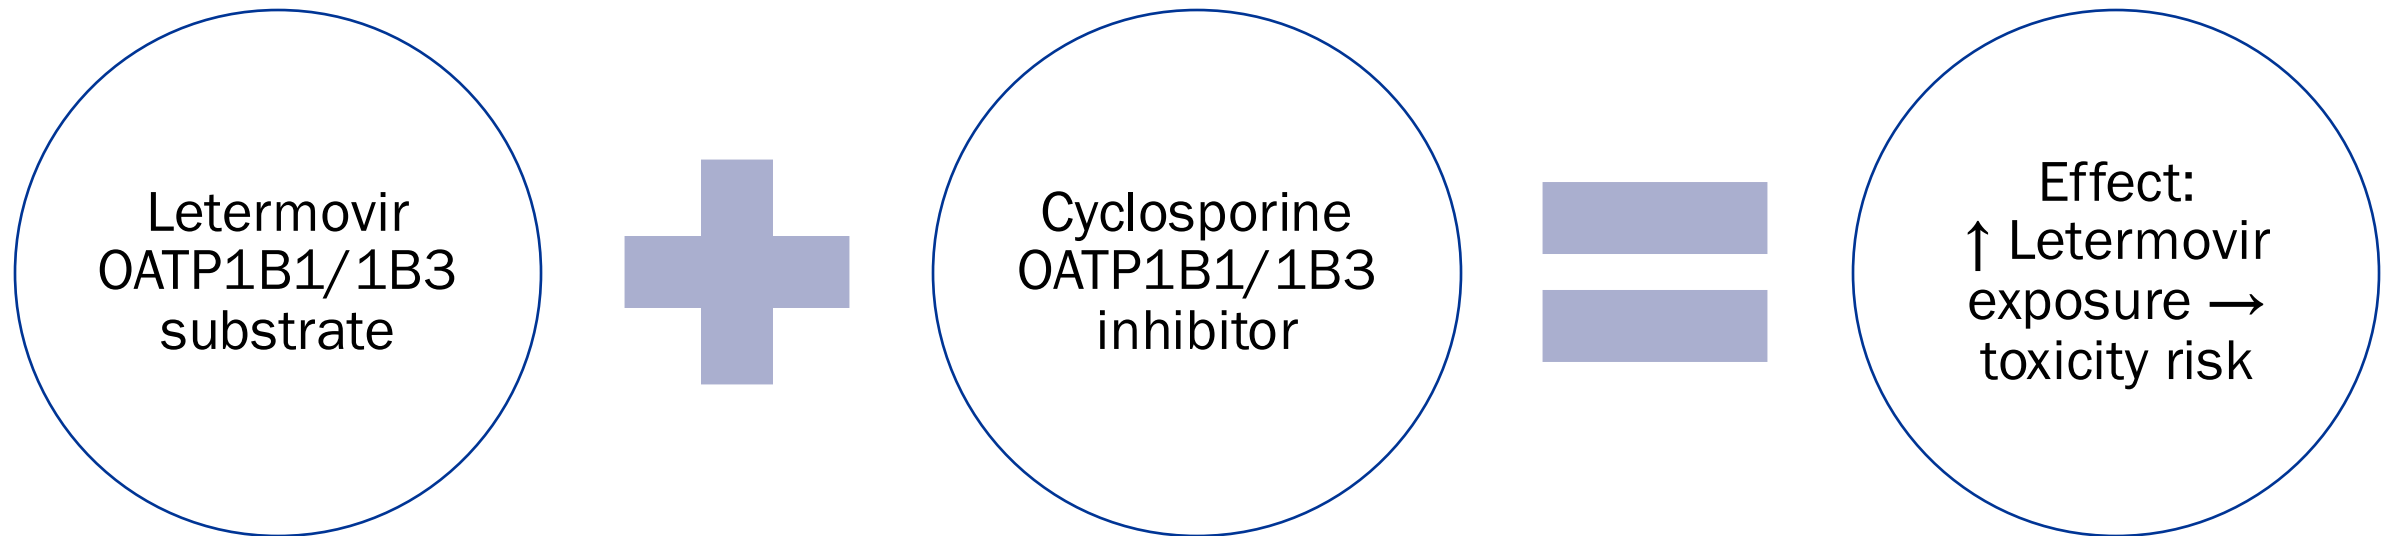 Letermovir
OATP1B1/1B3
substrate
Cyclosporine
OATP1B1/1B3
inhibitor
Effect:
↑ Letermovir
exposure →
toxicity risk